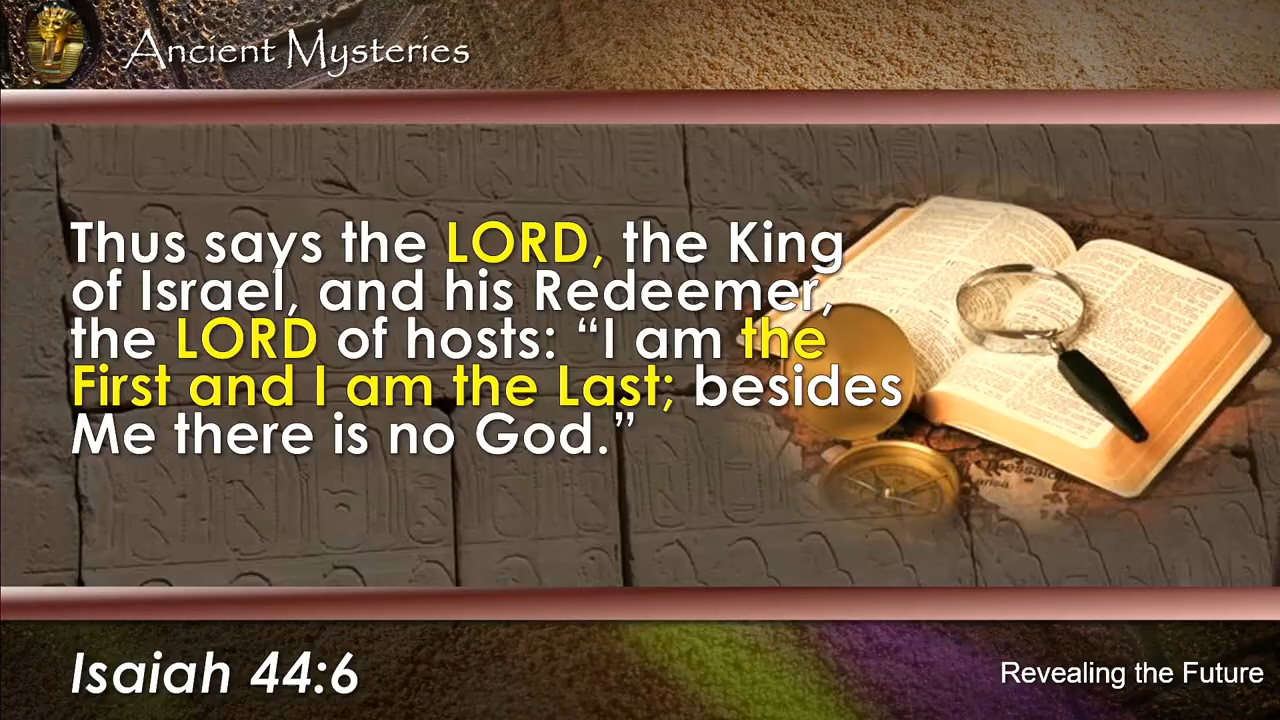 Ancient Mysteries
Thus says the LORD, the King
of Israel, and his Redeemer,
the LORD of hosts: “I am the
First and I am the Last; besides
Me there is no God.”
Isaiah 44:6
Revealing the Future